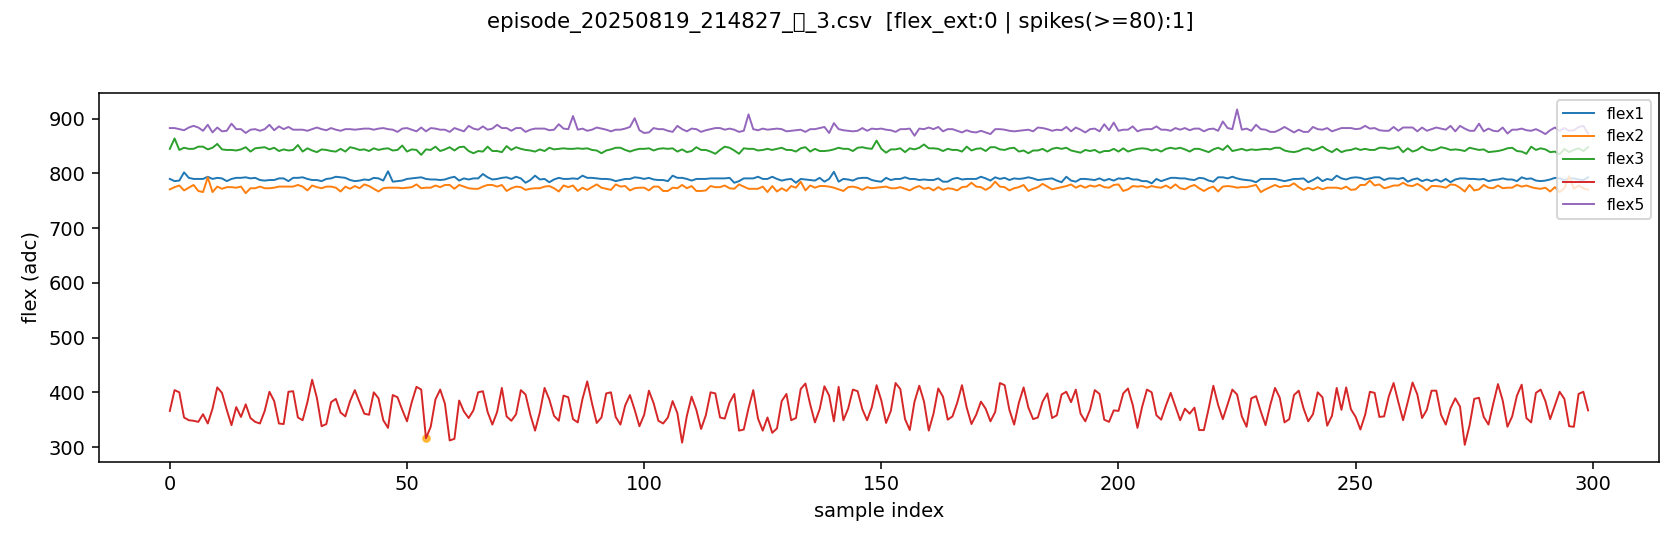 episode_20250819_214827_▯_3.csv [flex_ext:0 | spikes(>=80):1]
900
800
700
600
500
400
300
flex (adc)
0
50
100
150
200
250
300
sample index
flex1
flex2
flex3
flex4
flex5